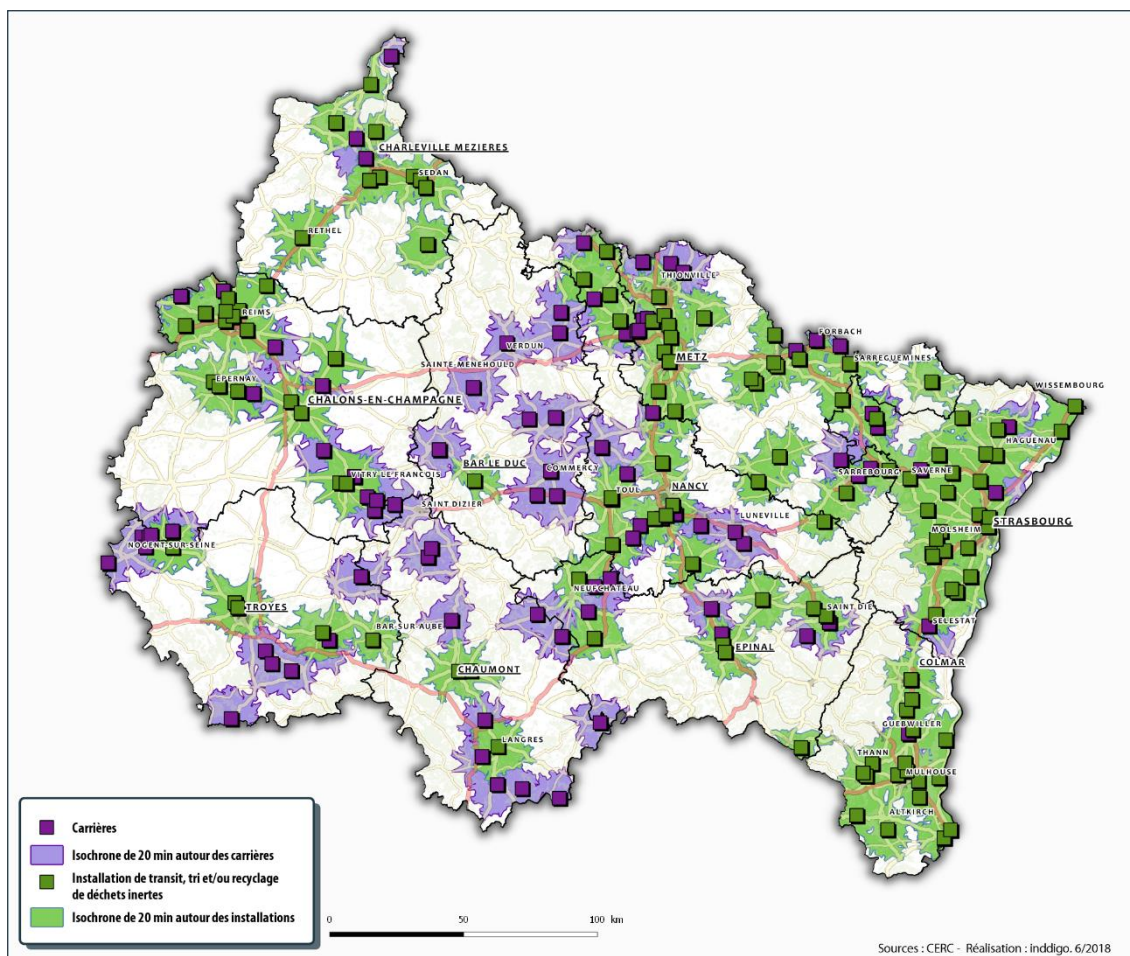 CHARLEVILLE MEZIERES
SEDAN
RETHEL
THIONVILLE
REIMS
VERDUN
FORBACH
SAINTE-MENEHOULD
METZ
SARREGUEMINES
EPERNAY
WISSEMBOURG
CHALONS-EN-CHAMPAGNE
HAGUENAU
BAR LE DUC
COMMERCY
SARREBOURG
SAVERNE
VITRY LE FRANCOIS
TOUL
NANCY
SAINT DIZIER
LUNEVILLE
STRASBOURG
MOLSHEIM
NOGENT-SUR-SEINE
NEUFCHATEAU
TROYES
SAINT DIE
SELESTAT
BAR-SUR-AUBE
EPINAL
COLMAR
CHAUMONT
GUEBWILLER
LANGRES
THANN
MULHOUSE
ALTKIRCH
Carrières
Isochrone de 20 min autour des carrières
Installation de transit, tri et/ou recyclage
de déchets inertes
Isochrone de 20 min autour des installations
0 50 100 km
Sources : CERC - Réalisation : inddigo. 6/2018